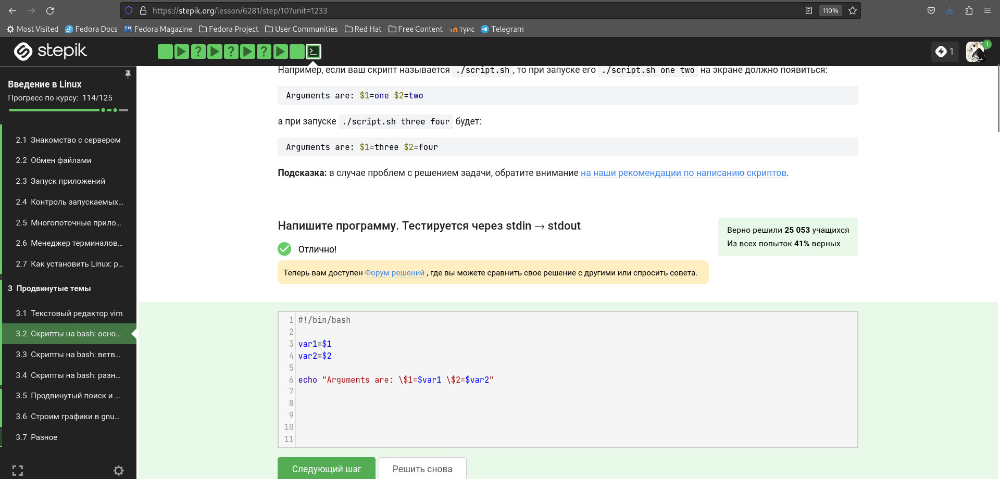 https://stepik.org/lesson/6281/step/10?unit=1233
110%
Most Visited Fedora Docs Fedora Magazine Fedora Project User Communities Red Hat Free Content туис Telegram
stepik
1
1
Введение в Linux
Прогресс по курсу: 114/125
2.1 Знакомство с сервером
2.2 Обмен файлами
2.3 Запуск приложений
2.4 Контроль запускаемых...
2.5 Многопоточные прило...
2.6 Менеджер терминалов...
2.7 Как установить Linux: р...
3 Продвинутые темы
3.1 Текстовый редактор vim
3.2 Скрипты на bash: осно...
3.3 Скрипты на bash: ветв...
3.4 Скрипты на bash: разн...
3.5 Продвинутый поиск и ...
3.6 Строим графики в gnu...
3.7 Разное
Например, если ваш скрипт называется ./script.sh, то при запуске его ./script.sh one two на экране должно появиться:
Arguments are: $1=one $2=two
а при запуске ./script.sh three four будет:
Arguments are: $1=three $2=four
Подсказка: в случае проблем с решением задачи, обратите внимание на наши рекомендации по написанию скриптов.
Напишите программу. Тестируется через stdin → stdout
Верно решили 25 053 учащихся
Из всех попыток 41% верных
Отлично!
Теперь вам доступен Форум решений, где вы можете сравнить свое решение с другими или спросить совета.
1 #!/bin/bash
2
3 var1=$1
4 var2=$2
5
6 echo "Arguments are: \$1=$var1 \$2=$var2"
7
8
9
10
11
Следующий шаг
Решить снова